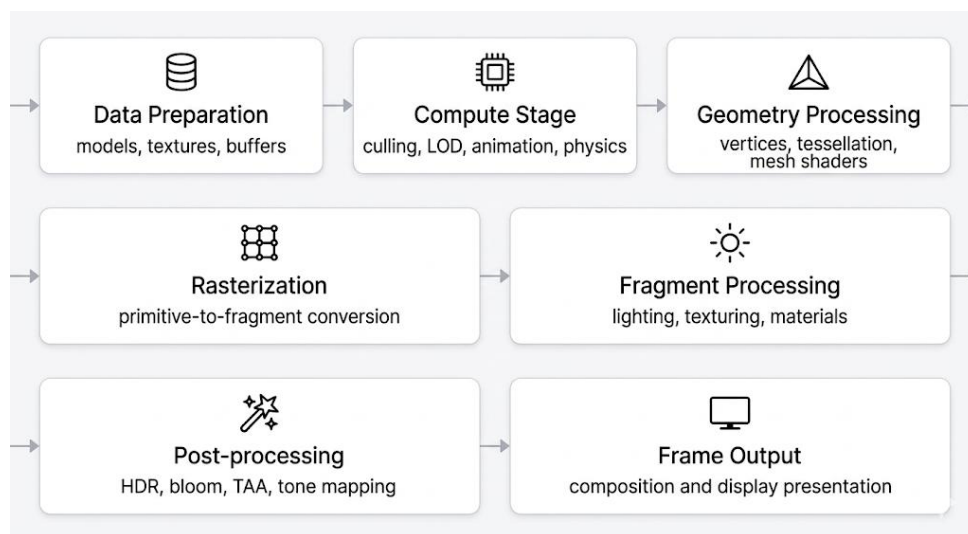 Data Preparation
models, textures, buffers
Compute Stage
culling, LOD, animation, physics
Geometry Processing
vertices, tessellation,
mesh shaders
Rasterization
primitive-to-fragment conversion
Fragment Processing
lighting, texturing, materials
Post-processing
HDR, bloom, TAA, tone mapping
Frame Output
composition and display presentation